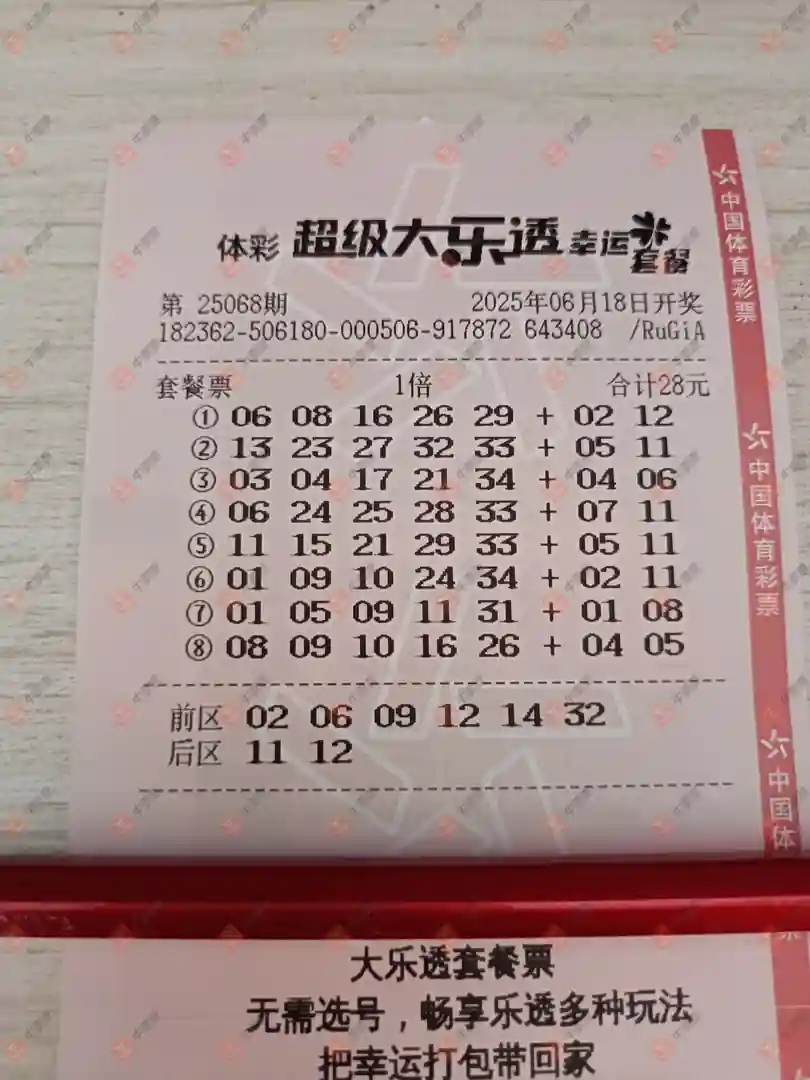 体彩 超级大乐透 幸运套餐
第 25068期 2025年06月18日开奖
182362-506180-000506-917872 643408 /RuGiA
套餐票 1倍 合计28元
① 06 08 16 26 29 + 02 12
② 13 23 27 32 33 + 05 11
③ 03 04 17 21 34 + 04 06
④ 06 24 25 28 33 + 07 11
⑤ 11 15 21 29 33 + 05 11
⑥ 01 09 10 24 34 + 02 11
⑦ 01 05 09 11 31 + 01 08
⑧ 08 09 10 16 26 + 04 05
前区 02 06 09 12 14 32
后区 11 12
中国体育彩票
中国体育彩票
中国体
大乐透套餐票
无需选号，畅享乐透多种玩法
把幸运打包带回家